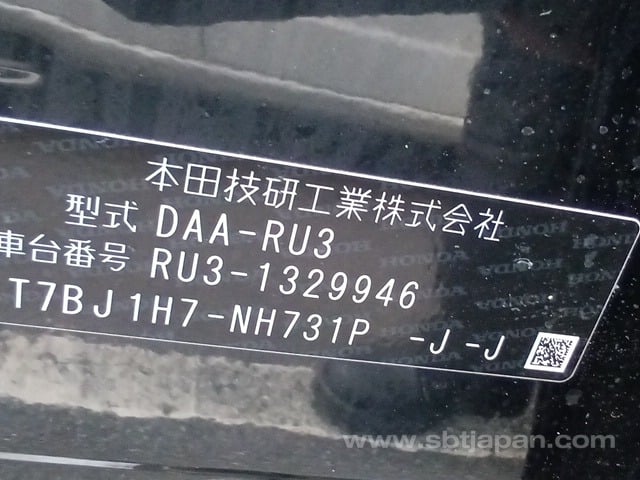 本田技研工業株式会社
型式 DAA-RU3
車台番号 RU3-1329946
T7BJ1H7-NH731P -J -J
www.sbtjapan.com